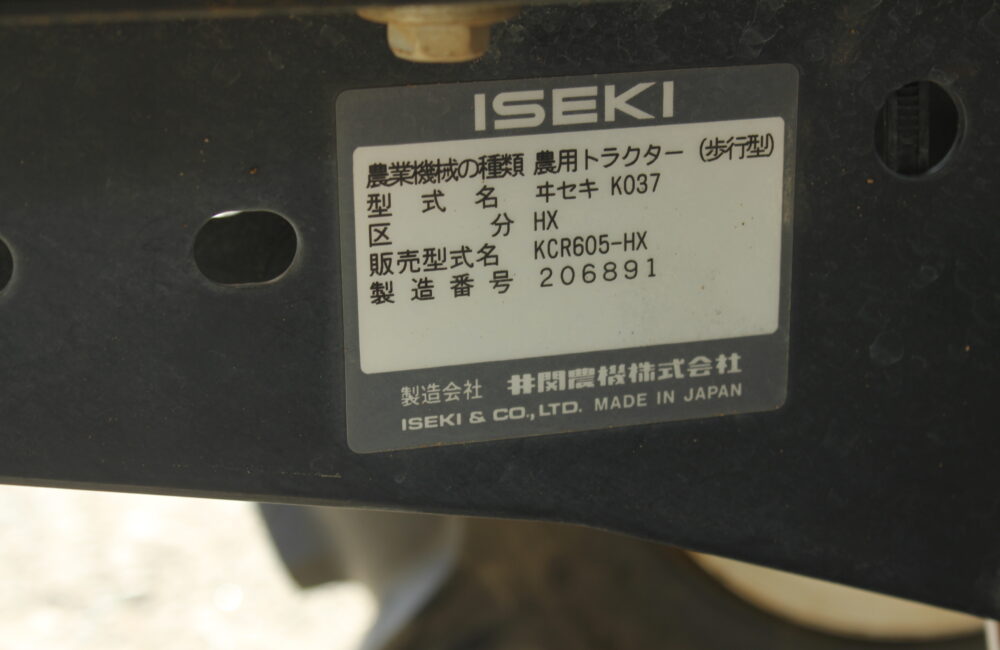 ISEKI
農業機械の種類 農用トラクター (歩行型)
型式名 ヰセキ K037
区分 HX
販売型式名 KCR605-HX
製造番号 206891
製造会社 井関農機株式会社
ISEKI & CO., LTD. MADE IN JAPAN